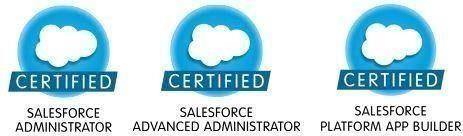 CERTIFIED
SALESFORCE
ADMINISTRATOR
CERTIFIED
SALESFORCE
ADVANCED ADMINISTRATOR
CERTIFIED
SALESFORCE
PLATFORM APP BUILDER